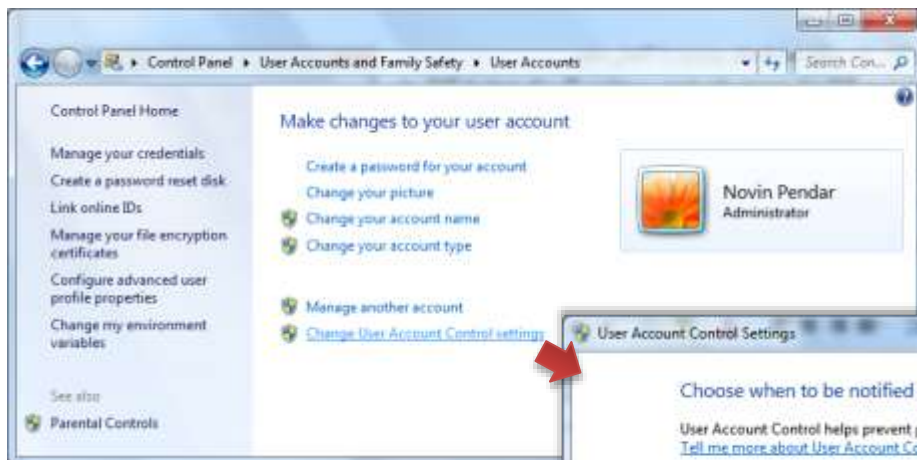 Control Panel ▸ User Accounts and Family Safety ▸ User Accounts
Search Con...
Control Panel Home
Manage your credentials
Create a password reset disk
Link online IDs
Manage your file encryption
certificates
Configure advanced user
profile properties
Change my environment
variables
See also
Parental Controls
Make changes to your user account
Create a password for your account
Change your picture
Change your account name
Change your account type
Manage another account
Change User Account Control settings
Novin Pendar
Administrator
User Account Control Settings
Choose when to be notified
User Account Control helps prevent
Tell me more about User Account Co